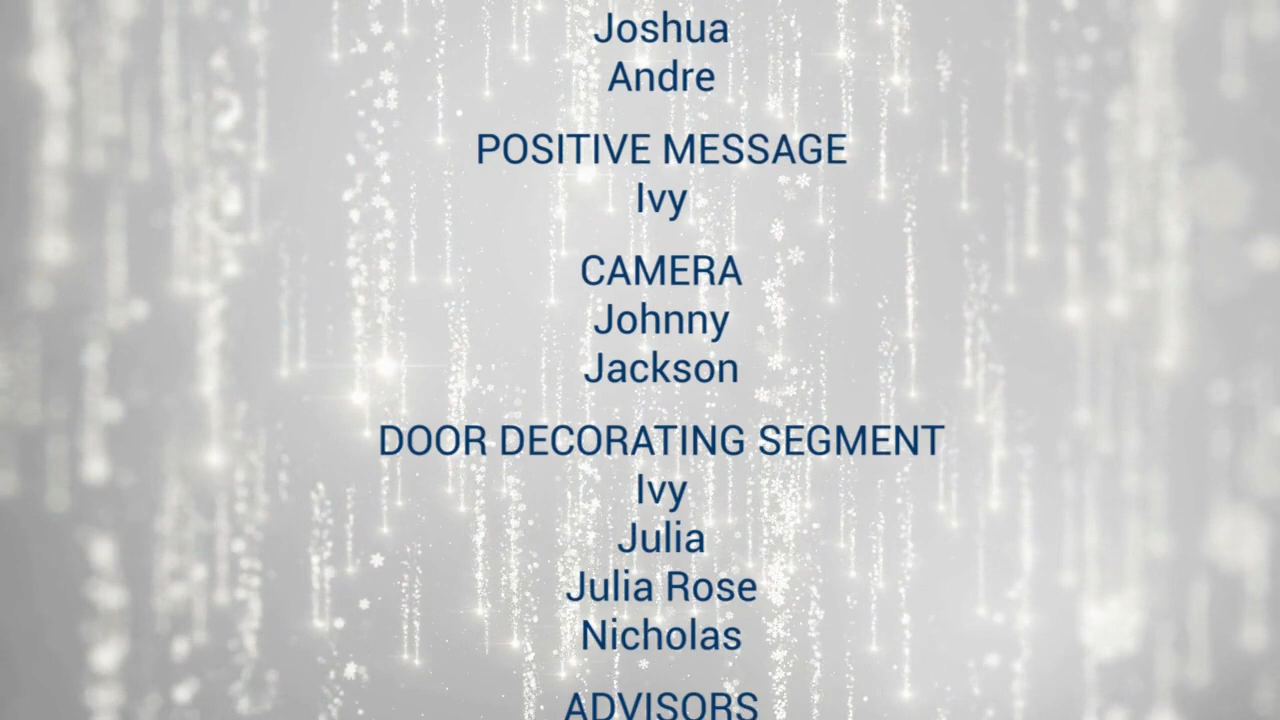 Joshua
Andre
POSITIVE MESSAGE
Ivy
CAMERA
Johnny
Jackson
DOOR DECORATING SEGMENT
Ivy
Julia
Julia Rose
Nicholas
ADVISORS